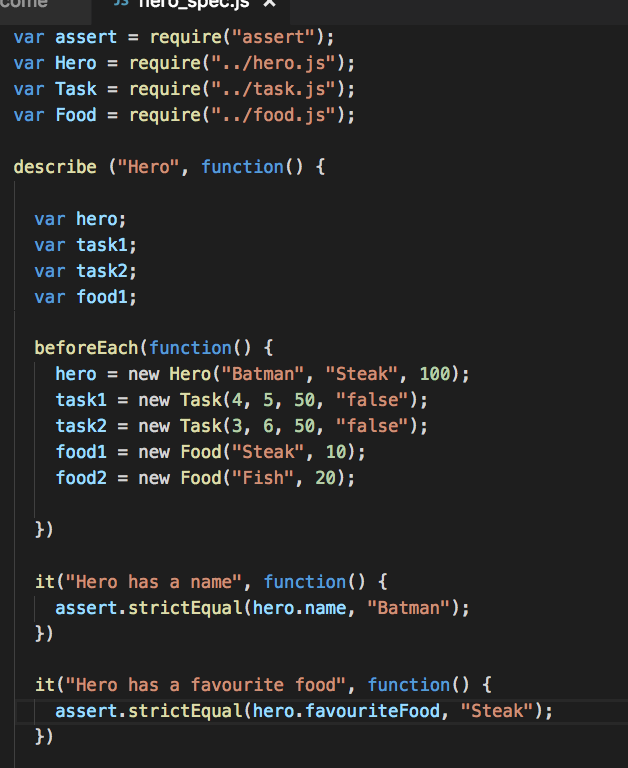 come JS hero_spec.js ×
var assert = require("assert");
var Hero = require("../hero.js");
var Task = require("../task.js");
var Food = require("../food.js");
describe ("Hero", function() {
var hero;
var task1;
var task2;
var food1;
beforeEach(function() {
hero = new Hero("Batman", "Steak", 100);
task1 = new Task(4, 5, 50, "false");
task2 = new Task(3, 6, 50, "false");
food1 = new Food("Steak", 10);
food2 = new Food("Fish", 20);
})
it("Hero has a name", function() {
assert.strictEqual(hero.name, "Batman");
})
it("Hero has a favourite food", function() {
assert.strictEqual(hero.favouriteFood, "Steak");
})